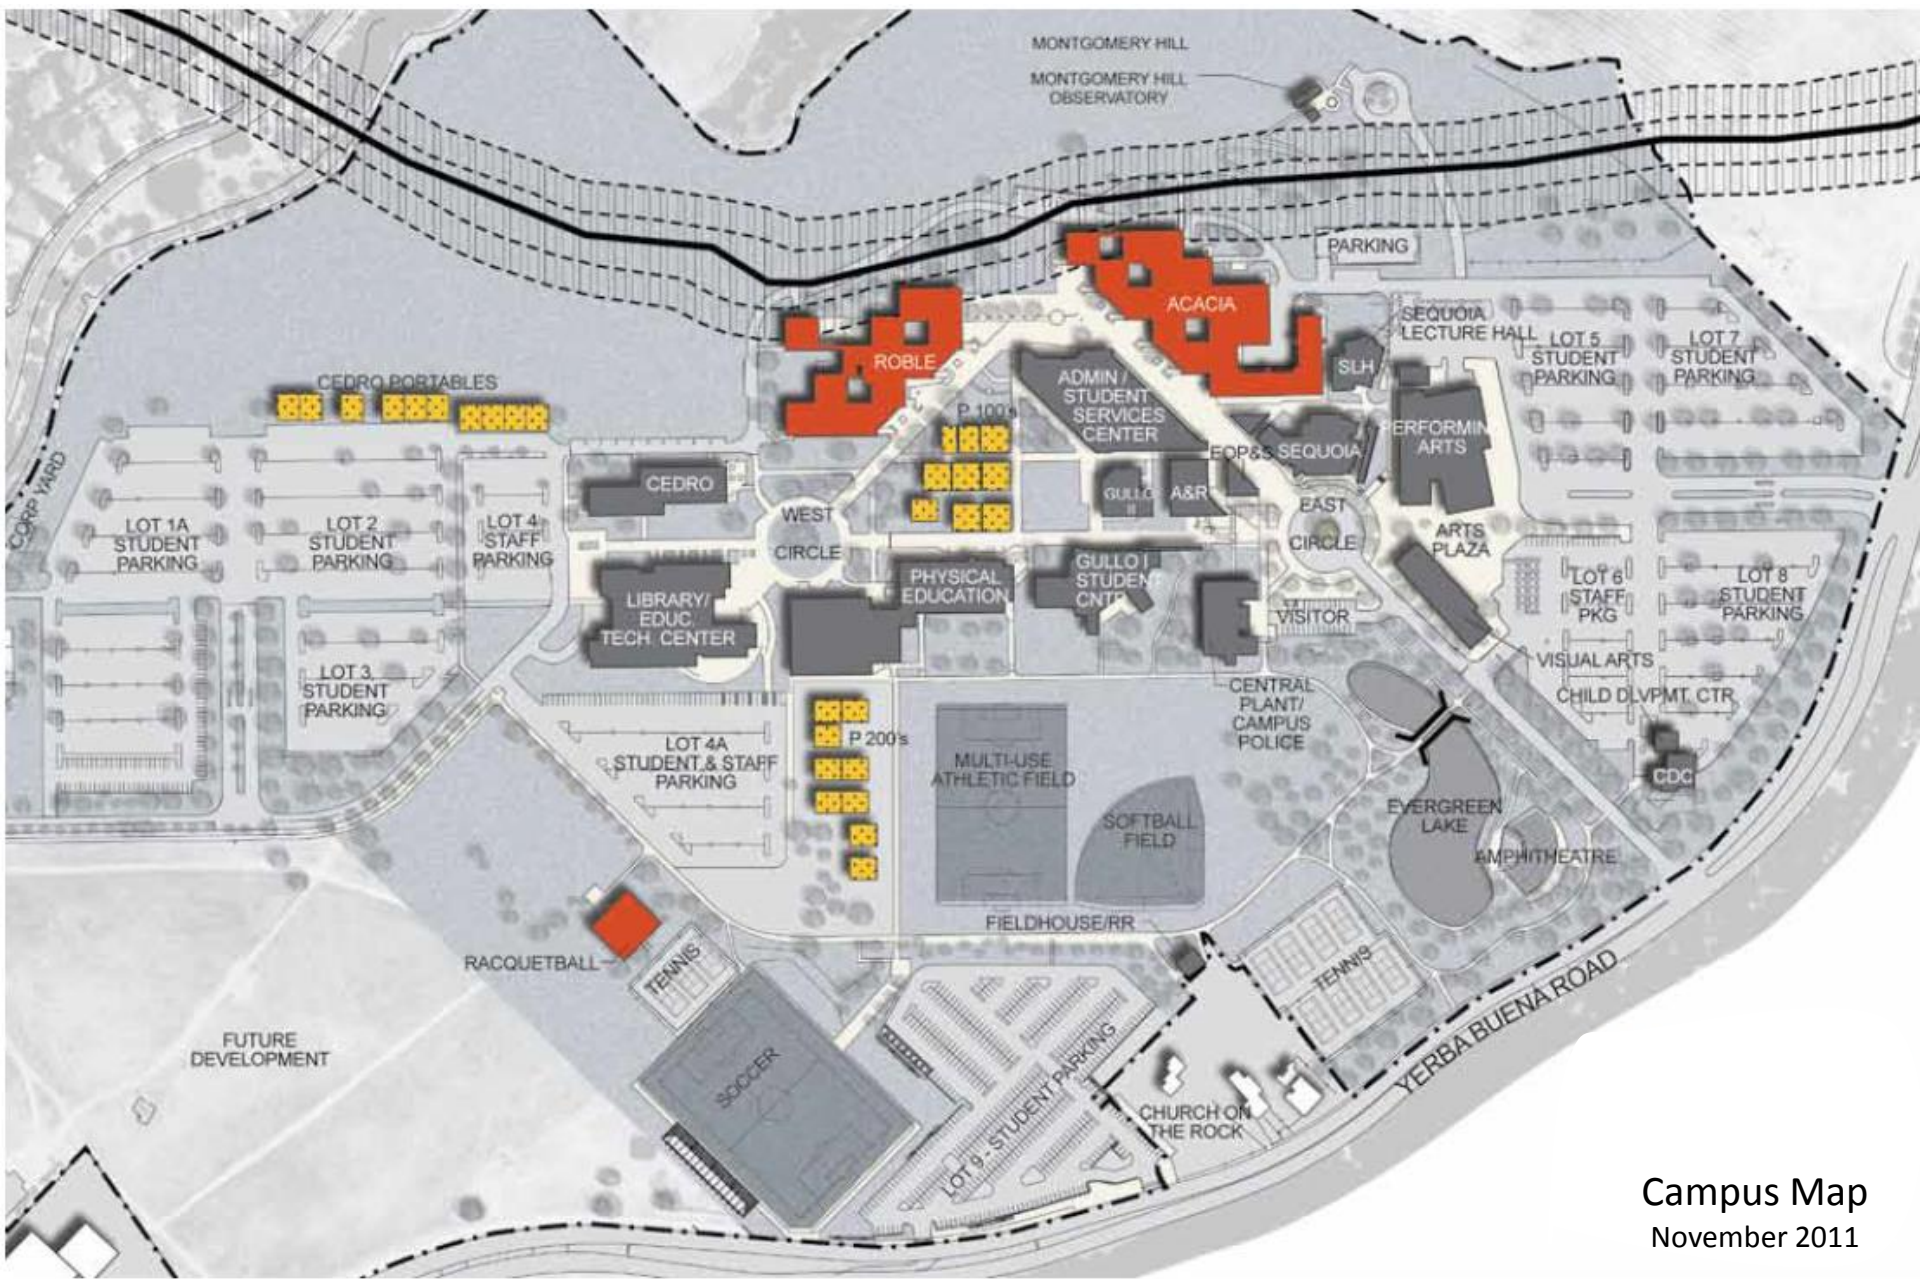 MONTGOMERY HILL
MONTGOMERY HILL
OBSERVATORY
PARKING
ACACIA
SEQUOIA
LECTURE HALL
ROBLE
LOT 5
STUDENT
PARKING
LOT 7
STUDENT
PARKING
SLH
CEDRO PORTABLES
ADMIN /
STUDENT
SERVICES
CENTER
P 100's
PERFORMIN
ARTS
EOP&S
SEQUOIA
CORP YARD
CEDRO
GULLO
A&R
WEST
CIRCLE
EAST
CIRCLE
ARTS
PLAZA
LOT 1A
STUDENT
PARKING
LOT 2
STUDENT
PARKING
LOT 4
STAFF
PARKING
PHYSICAL
EDUCATION
GULLO I
STUDENT
CNTR
LOT 6
STAFF
PKG
LOT 8
STUDENT
PARKING
LIBRARY/
EDUC.
TECH CENTER
VISITOR
VISUAL ARTS
LOT 3
STUDENT
PARKING
CENTRAL
PLANT/
CAMPUS
POLICE
CHILD DLVPMT. CTR
LOT 4A
STUDENT & STAFF
PARKING
P 200's
MULTI-USE
ATHLETIC FIELD
CDC
SOFTBALL
FIELD
EVERGREEN
LAKE
AMPHITHEATRE
FIELDHOUSE/RR
RACQUETBALL
TENNIS
TENNIS
YERBA BUENA ROAD
FUTURE
DEVELOPMENT
SOCCER
LOT 9 - STUDENT PARKING
CHURCH ON
THE ROCK
Campus Map
November 2011